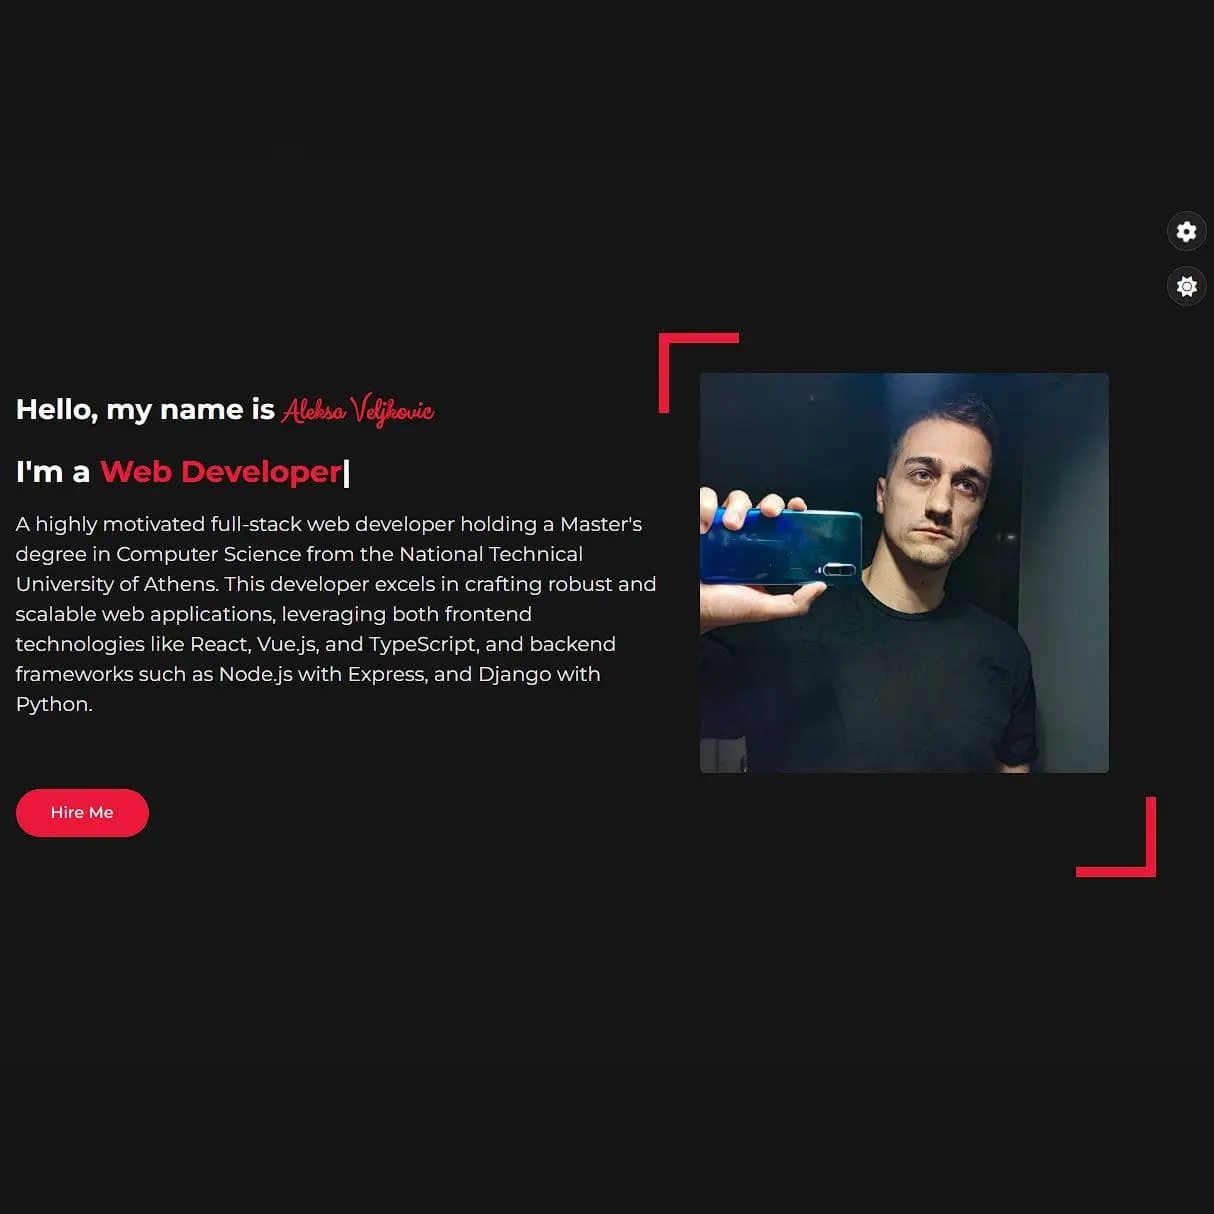 Hello, my name is Aleksa Veljkovic
I'm a Web Developer|
A highly motivated full-stack web developer holding a Master's
degree in Computer Science from the National Technical
University of Athens. This developer excels in crafting robust and
scalable web applications, leveraging both frontend
technologies like React, Vue.js, and TypeScript, and backend
frameworks such as Node.js with Express, and Django with
Python.
Hire Me